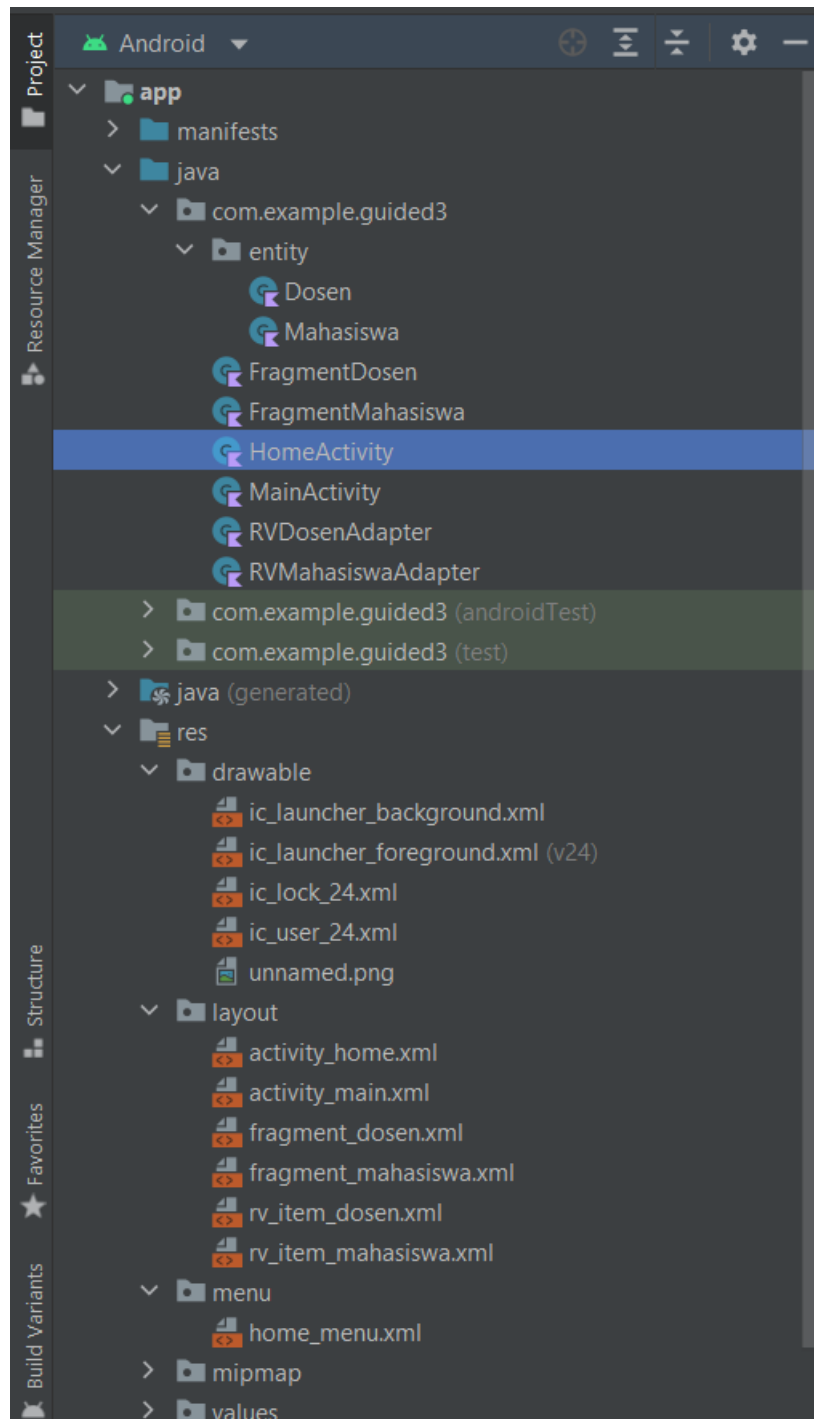 Android
Project
app
manifests
java
com.example.guided3
entity
Dosen
Mahasiswa
FragmentDosen
FragmentMahasiswa
HomeActivity
MainActivity
RVDosenAdapter
RVMahasiswaAdapter
com.example.guided3 (androidTest)
com.example.guided3 (test)
java (generated)
res
drawable
ic_launcher_background.xml
ic_launcher_foreground.xml (v24)
ic_lock_24.xml
ic_user_24.xml
unnamed.png
layout
activity_home.xml
activity_main.xml
fragment_dosen.xml
fragment_mahasiswa.xml
rv_item_dosen.xml
rv_item_mahasiswa.xml
menu
home_menu.xml
mipmap
values
Resource Manager
Structure
Favorites
Build Variants